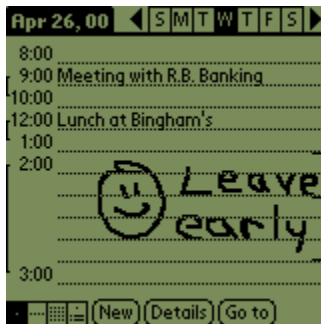 Apr 26, 00 S M T W T F S
8:00
9:00 Meeting with R.B. Banking
10:00
12:00 Lunch at Bingham's
1:00
2:00
Leave
early
3:00
New Details Go to